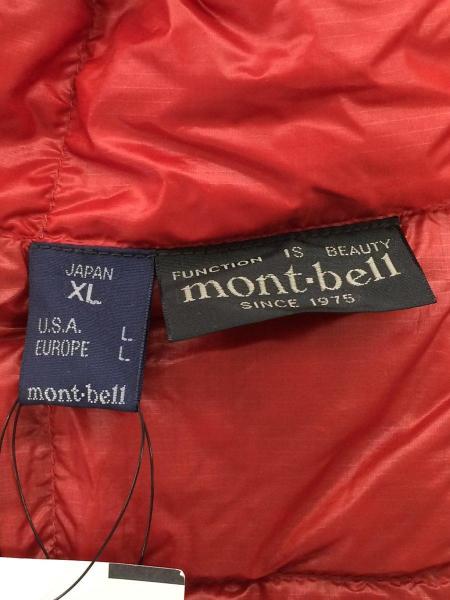 JAPAN
XL
U.S.A. L
EUROPE L
mont·bell
FUNCTION IS BEAUTY
mont·bell
SINCE 1975